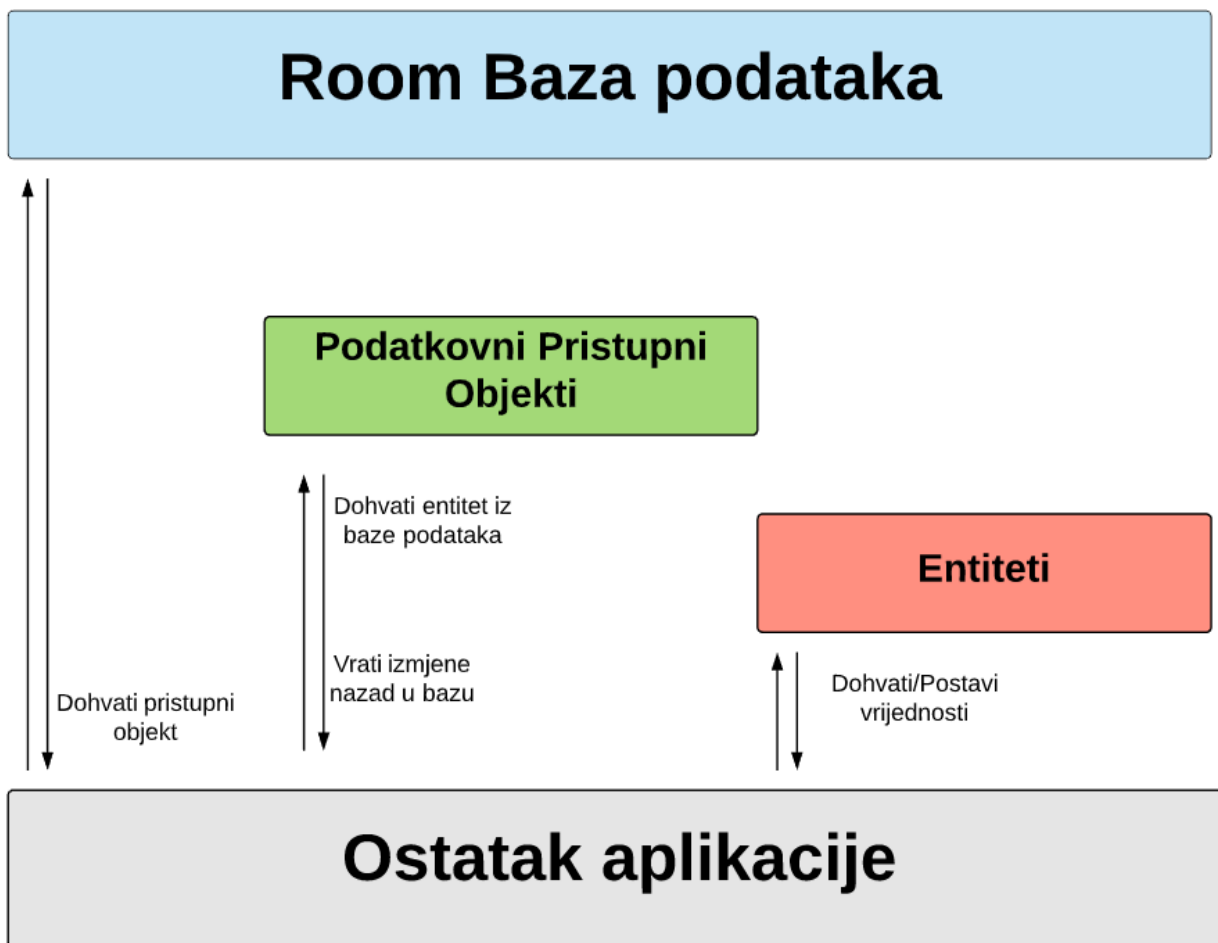 Room Baza podataka
Podatkovni Pristupni
Objekti
Dohvati entitet iz
baze podataka
Entiteti
Vrati izmjene
nazad u bazu
Dohvati/Postavi
vrijednosti
Dohvati pristupni
objekt
Ostatak aplikacije